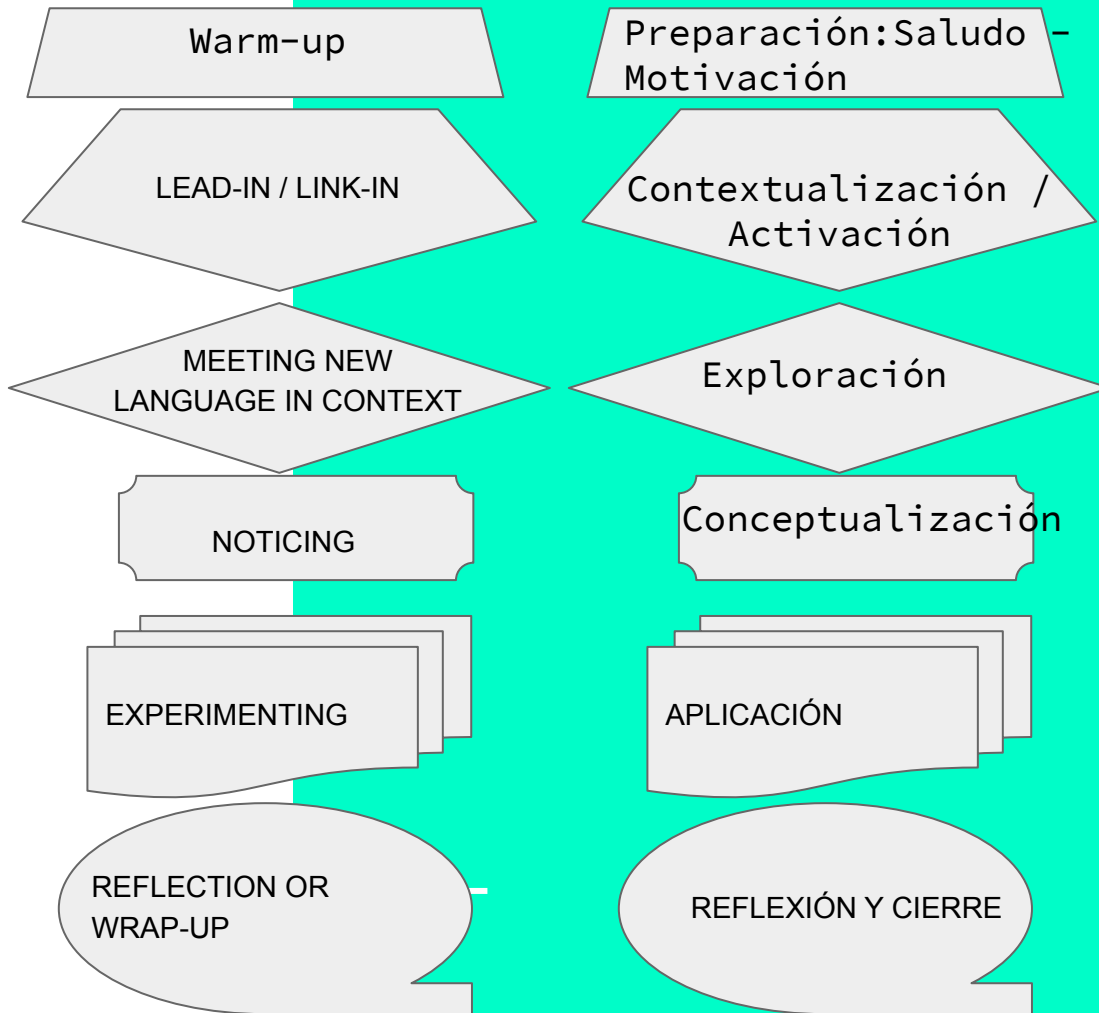 Warm-up
Preparación:Saludo -
Motivación
LEAD-IN / LINK-IN
Contextualización /
Activación
MEETING NEW
LANGUAGE IN CONTEXT
Exploración
NOTICING
Conceptualización
EXPERIMENTING
APLICACIÓN
REFLECTION OR
WRAP-UP
REFLEXIÓN Y CIERRE